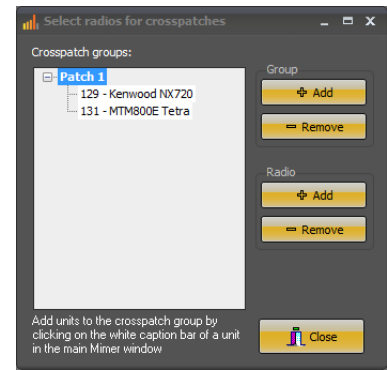 Select radios for crosspatches
Crosspatch groups:
Patch 1
129 - Kenwood NX720
131 - MTM800E Tetra
Group
Add
Remove
Radio
Add
Remove
Add units to the crosspatch group by
clicking on the white caption bar of a unit
in the main Mimer window
Close